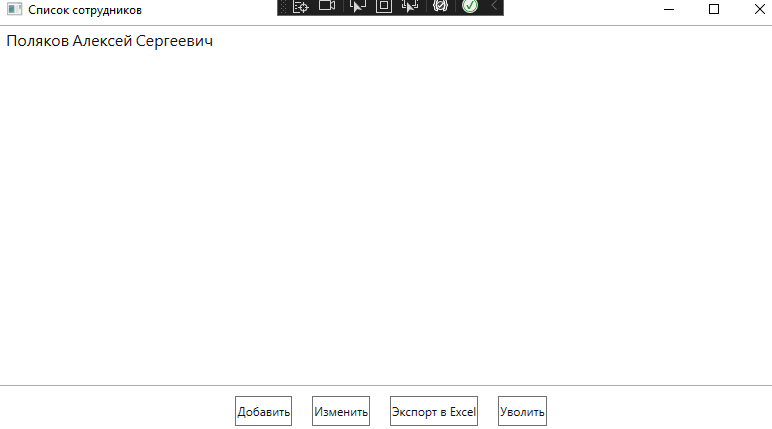 Список сотрудников
Поляков Алексей Сергеевич
Добавить Изменить Экспорт в Excel Уволить